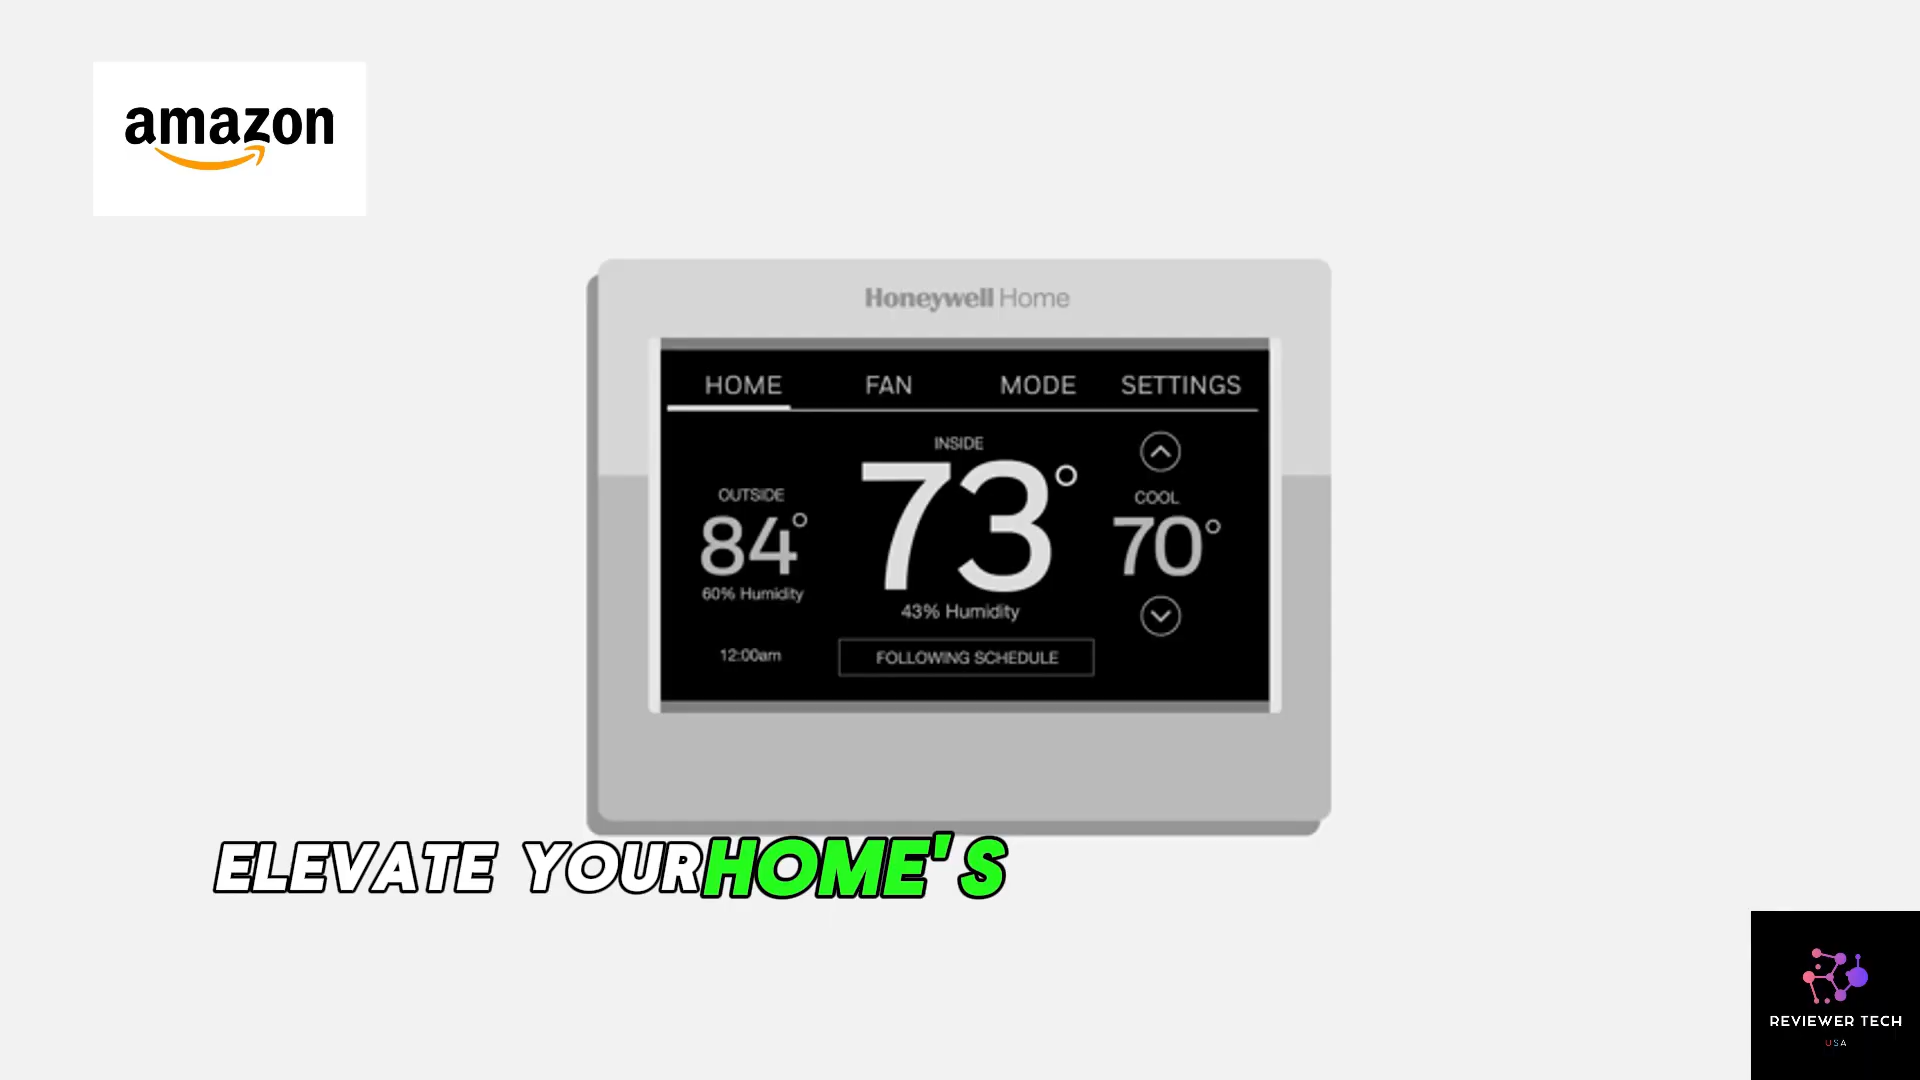 amazon
Honeywell Home
HOME FAN MODE SETTINGS
INSIDE
73°
43% Humidity
OUTSIDE
84°
60% Humidity
COOL
70°
12:00am
FOLLOWING SCHEDULE
ELEVATE YOUR HOME'S
REVIEWER TECH
USA